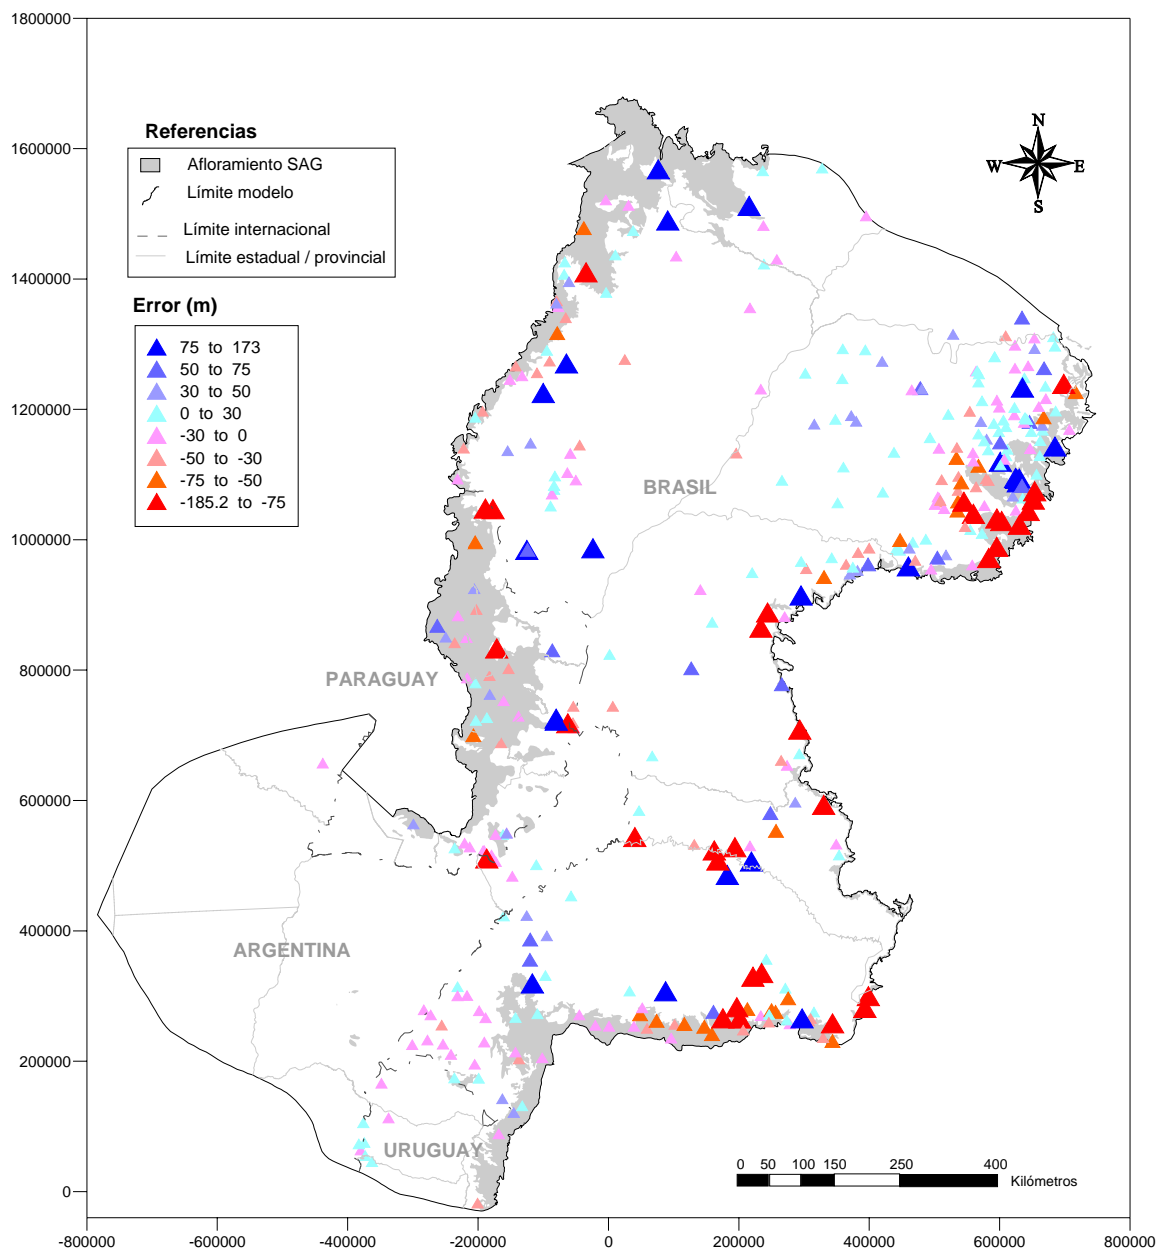 1800000
1600000
1400000
1200000
1000000
800000
600000
400000
200000
0
Referencias
Afloramiento SAG
Límite modelo
Límite internacional
Límite estadual / provincial
Error (m)
75 to 173
50 to 75
30 to 50
0 to 30
-30 to 0
-50 to -30
-75 to -50
-185.2 to -75
N
W E
S
BRASIL
PARAGUAY
ARGENTINA
URUGUAY
0 50 100 150 250 400
Kilómetros
-800000 -600000 -400000 -200000 0 200000 400000 600000 800000